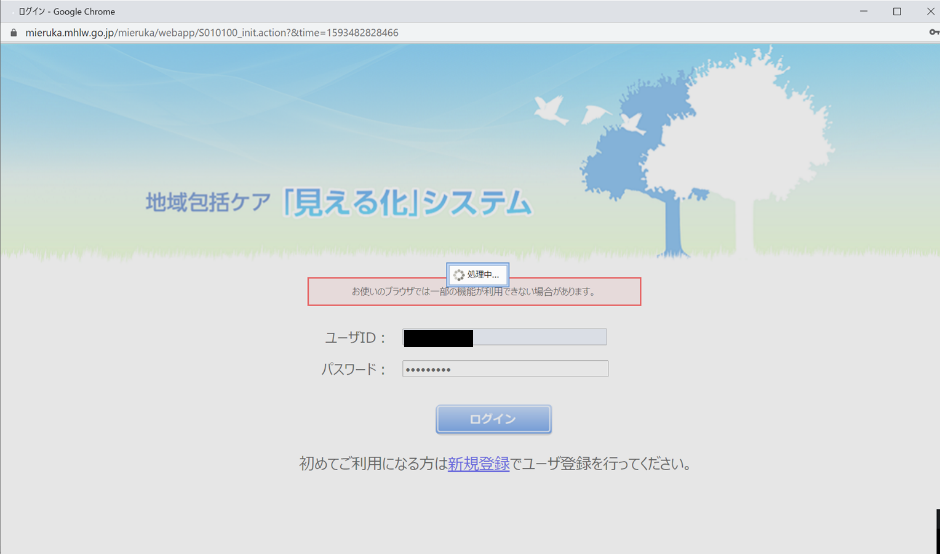 ログイン - Google Chrome
mieruka.mhlw.go.jp/mieruka/webapp/S010100_init.action?&time=1593482828466
地域包括ケア「見える化」システム
処理中...
お使いのブラウザでは一部の機能が利用できない場合があります。
ユーザID：
パスワード：
ログイン
初めてご利用になる方は新規登録でユーザ登録を行ってください。